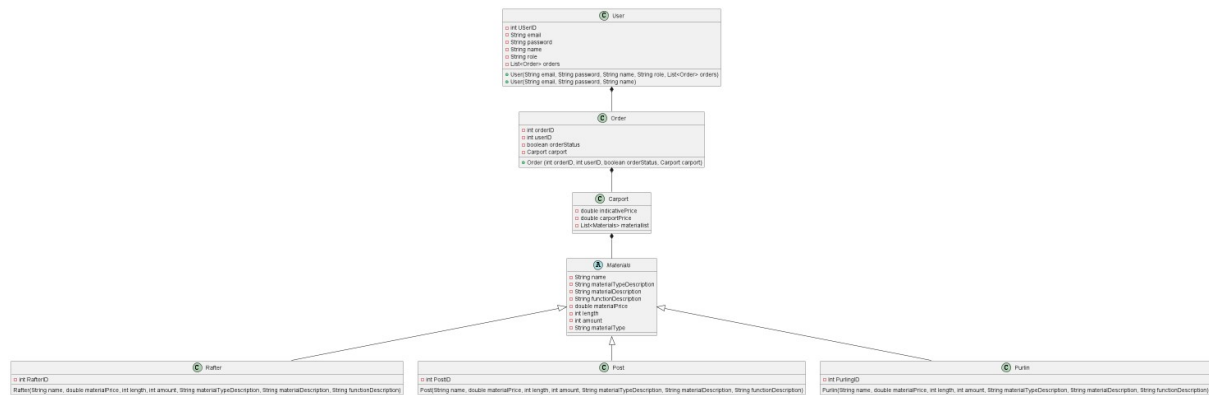 C User
int USerID
String email
String password
String name
String role
List<Order> orders
User(String email, String password, String name, String role, List<Order> orders)
User(String email, String password, String name)
C Order
int orderID
int userID
boolean orderStatus
Carport carport
Order (int orderID, int userID, boolean orderStatus, Carport carport)
C Carport
double indicativePrice
double carportPrice
List<Materials> materialist
A Materials
String name
String materialTypeDescription
String materialDescription
String functionDescription
double materialPrice
int length
int amount
String materialType
C Rafter
int RafterID
Rafter(String name, double materialPrice, int length, int amount, String materialTypeDescription, String materialDescription, String functionDescription)
C Post
int PostID
Post(String name, double materialPrice, int length, int amount, String materialTypeDescription, String materialDescription, String functionDescription)
C Purlin
int PurlingID
Purlin(String name, double materialPrice, int length, int amount, String materialTypeDescription, String materialDescription, String functionDescription)